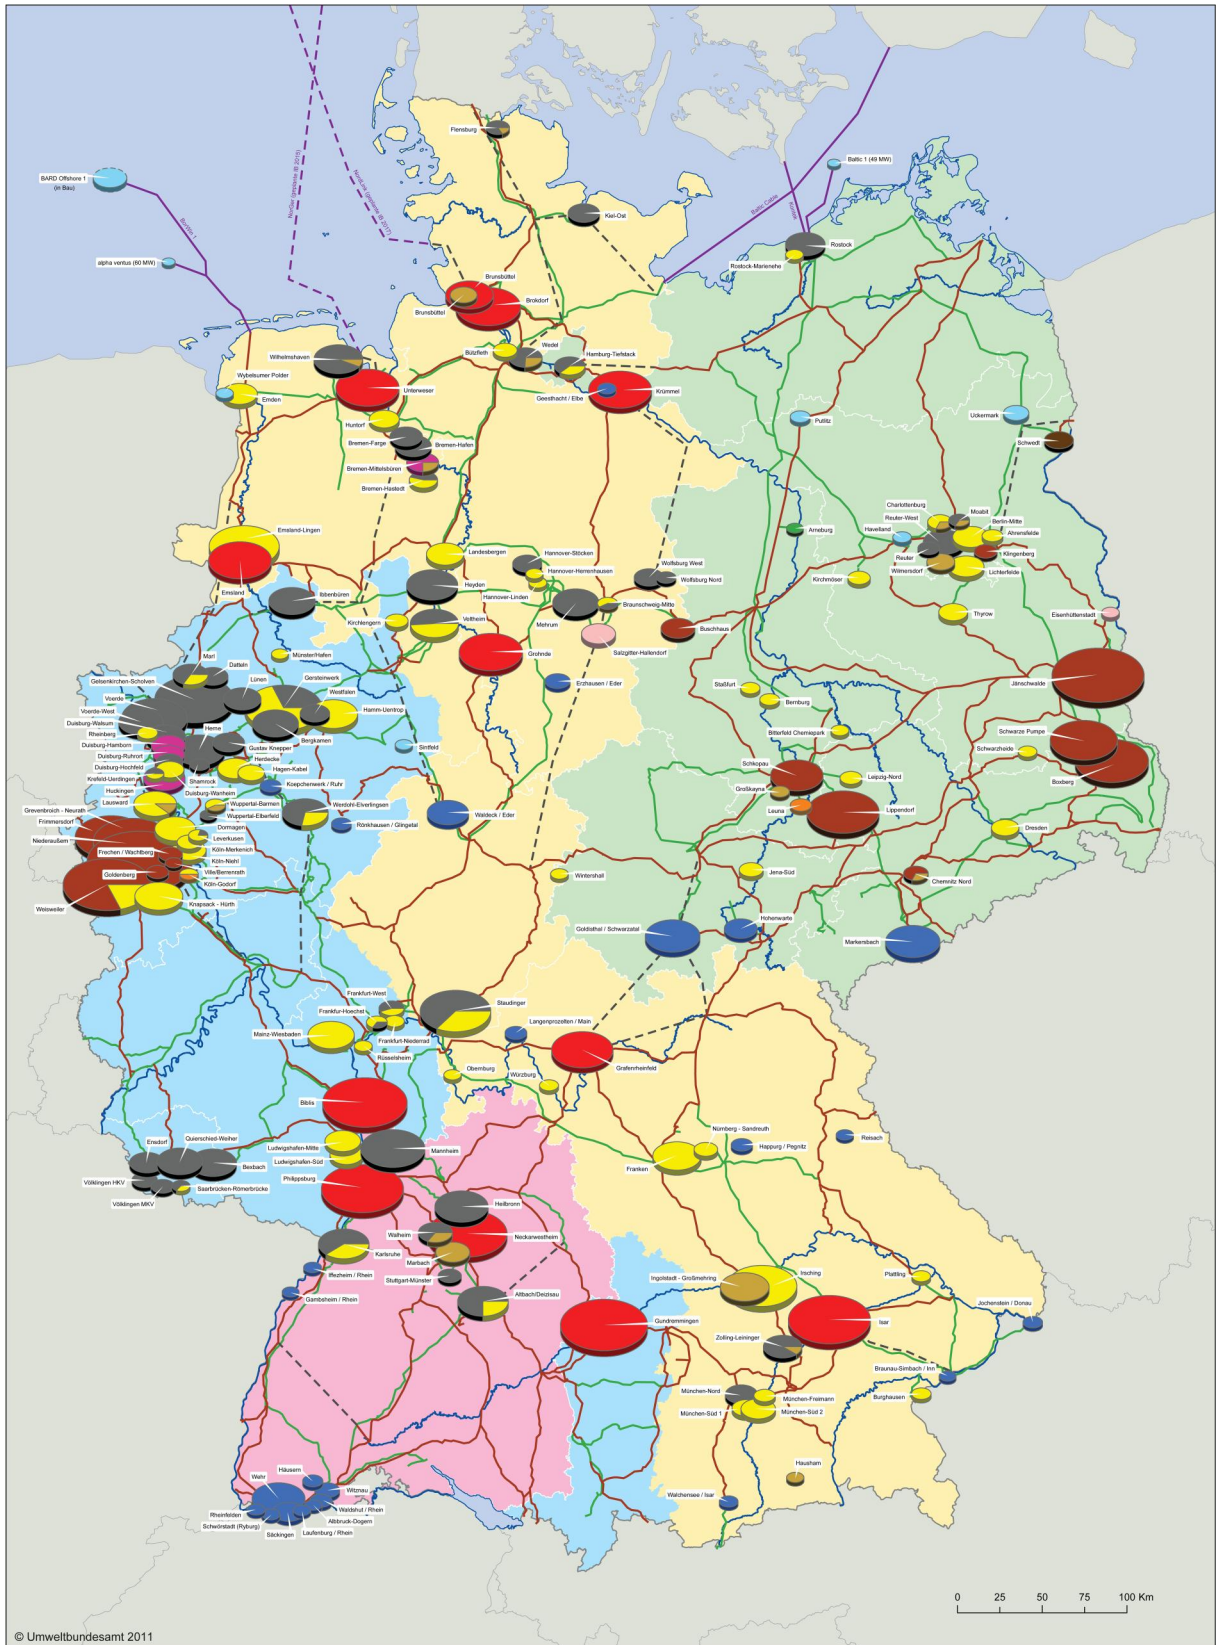 Flensburg
BARD Offshore 1
(in Bau)
NorGer (geplante IB 2015)
NordLink (geplante IB 2017)
Baltic Cable
Kontek
Baltic 1 (49 MW)
Kiel-Ost
BorWin 1
alpha ventus (60 MW)
Rostock
Rostock-Marienehe
Brunsbüttel
Brokdorf
Brunsbüttel
Wilhelmshaven
Bützfleth
Wedel
Hamburg-Tiefstack
Wybelsumer Polder
Emden
Unterweser
Geesthacht / Elbe
Krümmel
Huntorf
Putlitz
Uckermark
Bremen-Farge
Bremen-Hafen
Schwedt
Bremen-Mittelsbüren
Bremen-Hastedt
Charlottenburg
Moabit
Reuter-West
Berlin-Mitte
Emsland-Lingen
Arneburg
Havelland
Ahrensfelde
Landesbergen
Hannover-Stöcken
Wolfsburg West
Reuter
Klingenberg
Hannover-Herrenhausen
Wolfsburg Nord
Wilmersdorf
Lichterfelde
Emsland
Ibbenbüren
Heyden
Hannover-Linden
Kirchmöser
Kirchlengern
Veltheim
Mehrum
Braunschweig-Mitte
Buschhaus
Thyrow
Eisenhüttenstadt
Salzgitter-Hallendorf
Münster/Hafen
Grohnde
Marl
Datteln
Gelsenkirchen-Scholven
Lünen
Gersteinwerk
Westfalen
Erzhausen / Eder
Staßfurt
Jänschwalde
Voerde
Voerde-West
Hamm-Uentrop
Bernburg
Duisburg-Walsum
Herne
Bitterfeld Chemiepark
Schwarze Pumpe
Rheinberg
Bergkamen
Duisburg-Hamborn
Gustav Knepper
Sintfeld
Schwarzheide
Duisburg-Ruhrort
Herdecke
Schkopau
Duisburg-Hochfeld
Hagen-Kabel
Leipzig-Nord
Boxberg
Krefeld-Uerdingen
Shamrock
Koepchenwerk / Ruhr
Großkayna
Huckingen
Duisburg-Wanheim
Lausward
Wuppertal-Barmen
Werdohl-Elverlingsen
Leuna
Lippendorf
Grevenbroich - Neurath
Wuppertal-Elberfeld
Waldeck / Eder
Frimmersdorf
Dormagen
Rönkhausen / Glingetal
Dresden
Niederaußem
Leverkusen
Frechen / Wachtberg
Köln-Merkenich
Köln-Niehl
Goldenberg
Ville/Berrenrath
Wintershall
Jena-Süd
Chemnitz Nord
Köln-Godorf
Weisweiler
Knapsack - Hürth
Goldisthal / Schwarzatal
Hohenwarte
Markersbach
Frankfurt-West
Staudinger
Frankfur-Hoechst
Langenprozelten / Main
Mainz-Wiesbaden
Frankfurt-Niederrad
Rüsselsheim
Grafenrheinfeld
Obernburg
Würzburg
Biblis
Nürnberg - Sandreuth
Reisach
Ensdorf
Quierschied-Weiher
Ludwigshafen-Mitte
Mannheim
Happurg / Pegnitz
Bexbach
Ludwigshafen-Süd
Franken
Völklingen HKV
Saarbrücken-Römerbrücke
Philippsburg
Völklingen MKV
Heilbronn
Walheim
Neckarwestheim
Karlsruhe
Marbach
Iffezheim / Rhein
Stuttgart-Münster
Ingolstadt - Großmehring
Irsching
Plattling
Gambsheim / Rhein
Altbach/Deizisau
Jochenstein / Donau
Gundremmingen
Isar
Zolling-Leininger
Braunau-Simbach / Inn
München-Nord
München-Freimann
Burghausen
München-Süd 1
München-Süd 2
Häusern
Hausham
Wehr
Witznau
Walchensee / Isar
Rheinfelden
Waldshut / Rhein
Schwörstadt (Ryburg)
Albbruck-Dogern
Säckingen
Laufenburg / Rhein
0 25 50 75 100 Km
© Umweltbundesamt 2011